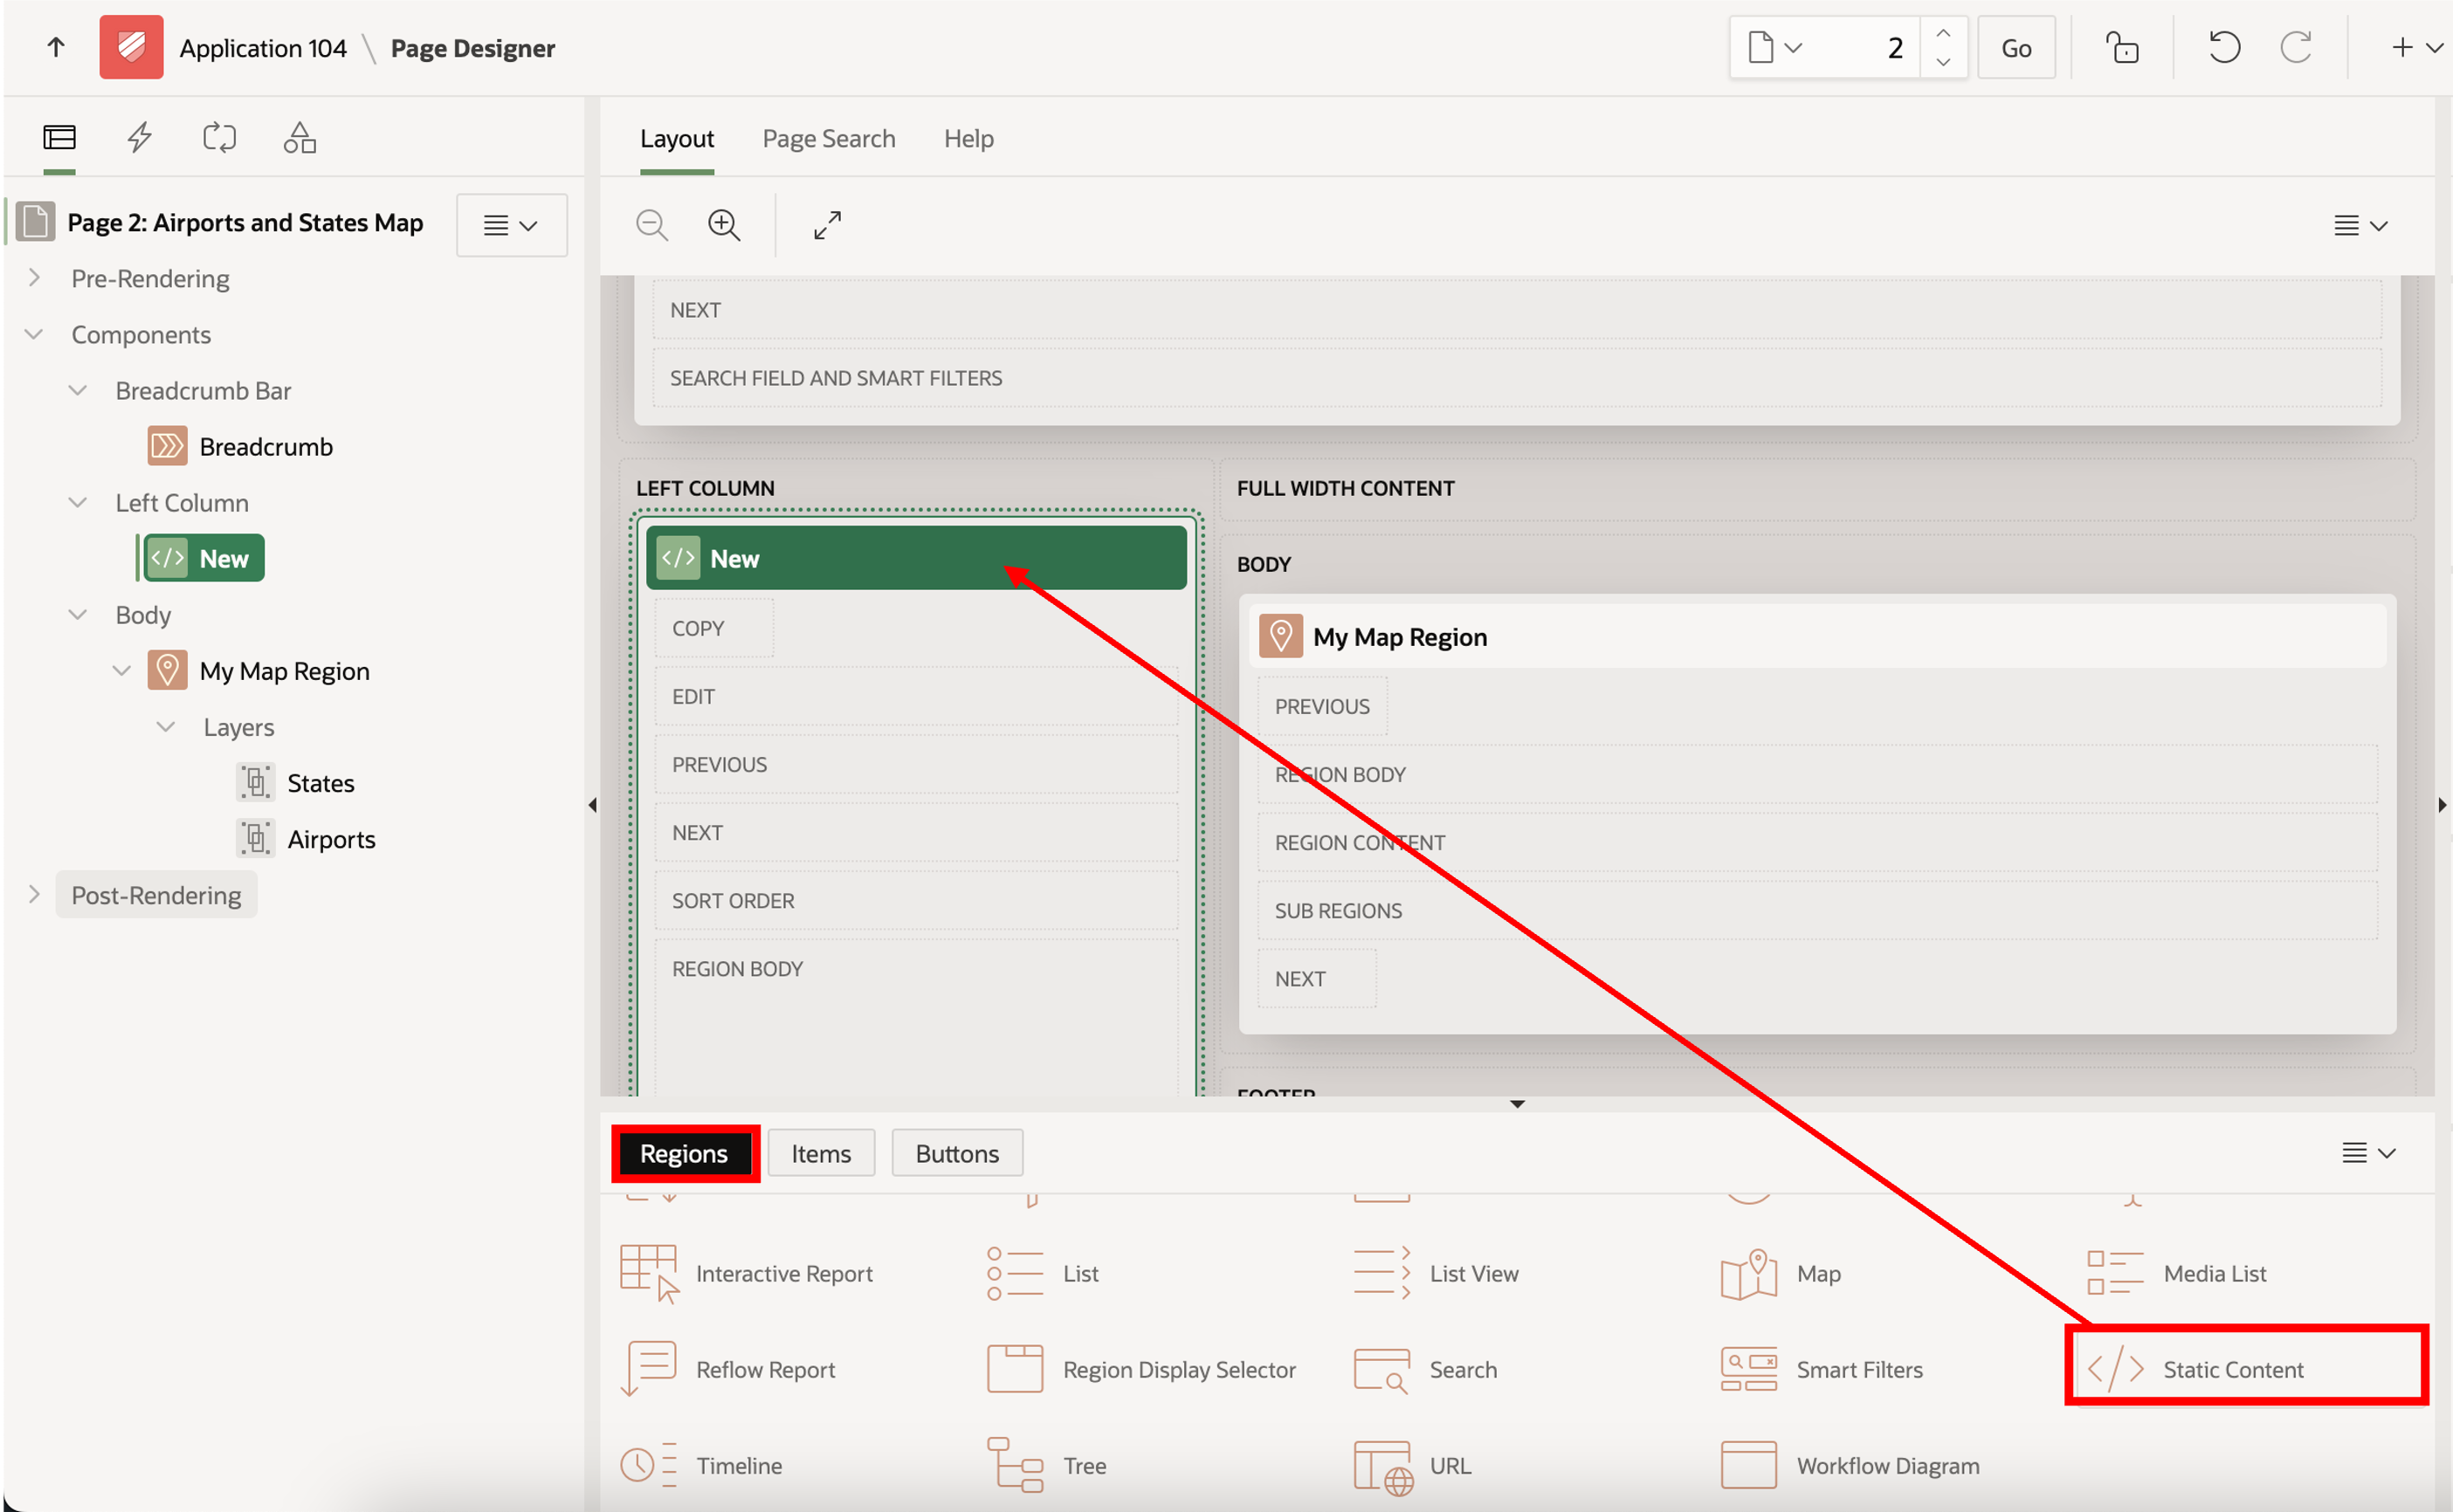 Application 104 \ Page Designer
2
Go
Layout
Page Search
Help
Page 2: Airports and States Map
Pre-Rendering
Components
Breadcrumb Bar
Breadcrumb
Left Column
New
Body
My Map Region
Layers
States
Airports
Post-Rendering
NEXT
SEARCH FIELD AND SMART FILTERS
LEFT COLUMN
New
COPY
EDIT
PREVIOUS
NEXT
SORT ORDER
REGION BODY
FULL WIDTH CONTENT
BODY
My Map Region
PREVIOUS
REGION BODY
REGION CONTENT
SUB REGIONS
NEXT
FOOTER
Regions
Items
Buttons
Interactive Report
List
List View
Map
Media List
Reflow Report
Region Display Selector
Search
Smart Filters
Static Content
Timeline
Tree
URL
Workflow Diagram